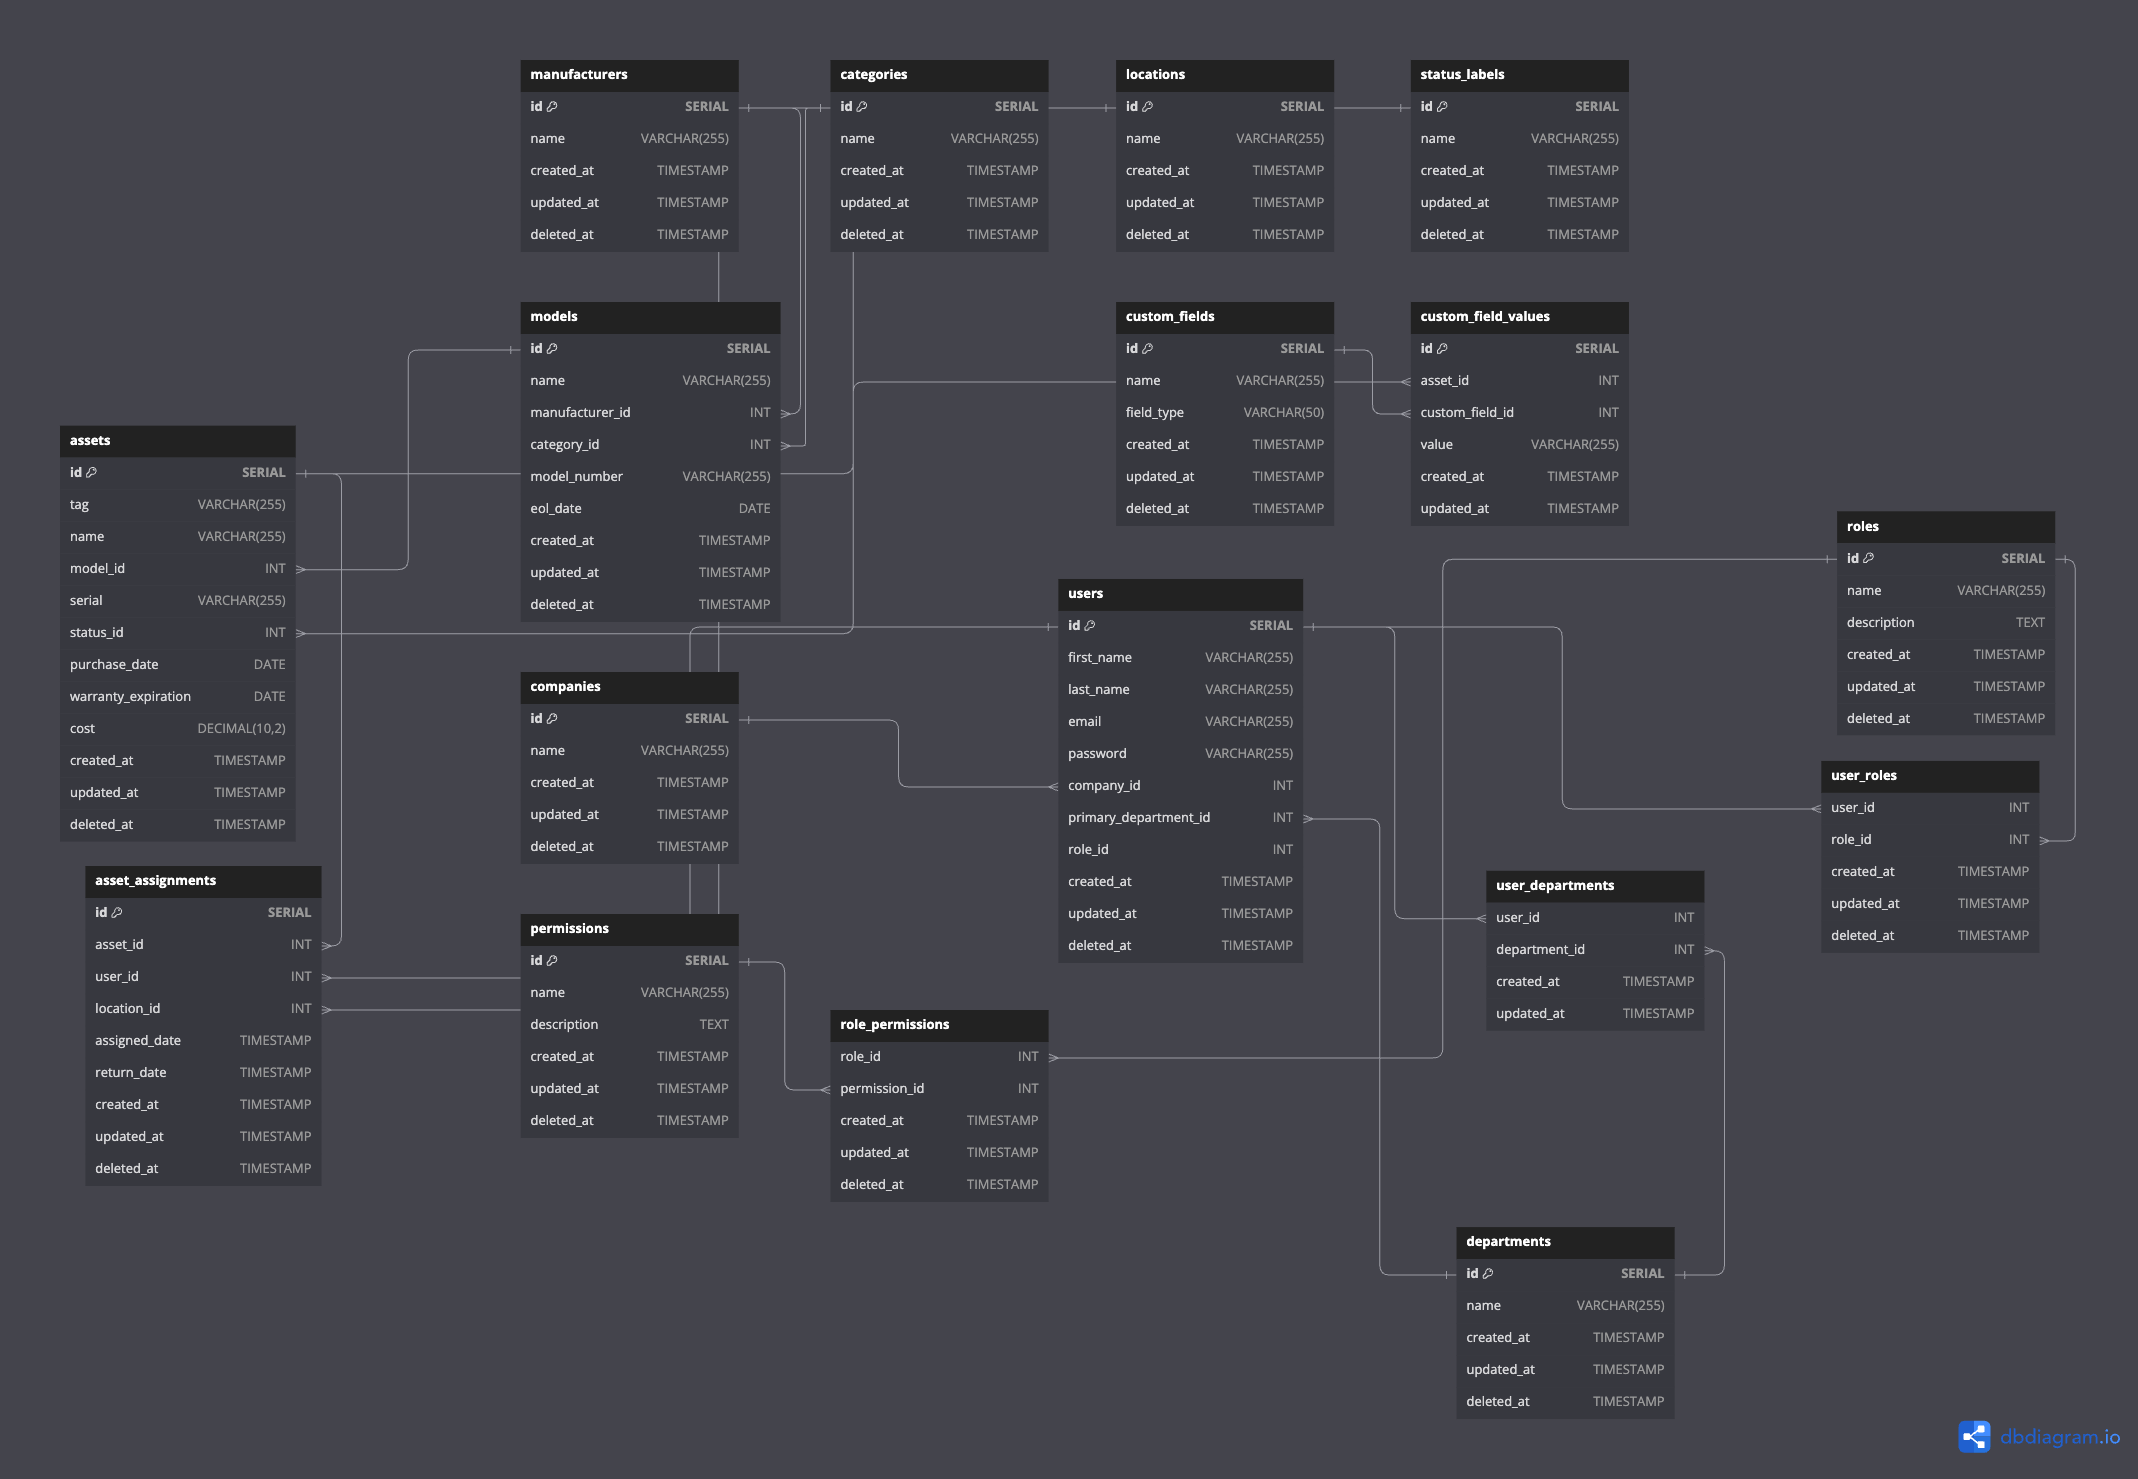 manufacturers
id SERIAL
name VARCHAR(255)
created_at TIMESTAMP
updated_at TIMESTAMP
deleted_at TIMESTAMP
categories
id SERIAL
name VARCHAR(255)
created_at TIMESTAMP
updated_at TIMESTAMP
deleted_at TIMESTAMP
locations
id SERIAL
name VARCHAR(255)
created_at TIMESTAMP
updated_at TIMESTAMP
deleted_at TIMESTAMP
status_labels
id SERIAL
name VARCHAR(255)
created_at TIMESTAMP
updated_at TIMESTAMP
deleted_at TIMESTAMP
models
id SERIAL
name VARCHAR(255)
manufacturer_id INT
category_id INT
model_number VARCHAR(255)
eol_date DATE
created_at TIMESTAMP
updated_at TIMESTAMP
deleted_at TIMESTAMP
custom_fields
id SERIAL
name VARCHAR(255)
field_type VARCHAR(50)
created_at TIMESTAMP
updated_at TIMESTAMP
deleted_at TIMESTAMP
custom_field_values
id SERIAL
asset_id INT
custom_field_id INT
value VARCHAR(255)
created_at TIMESTAMP
updated_at TIMESTAMP
assets
id SERIAL
tag VARCHAR(255)
name VARCHAR(255)
model_id INT
serial VARCHAR(255)
status_id INT
purchase_date DATE
warranty_expiration DATE
cost DECIMAL(10,2)
created_at TIMESTAMP
updated_at TIMESTAMP
deleted_at TIMESTAMP
roles
id SERIAL
name VARCHAR(255)
description TEXT
created_at TIMESTAMP
updated_at TIMESTAMP
deleted_at TIMESTAMP
users
id SERIAL
first_name VARCHAR(255)
last_name VARCHAR(255)
email VARCHAR(255)
password VARCHAR(255)
company_id INT
primary_department_id INT
role_id INT
created_at TIMESTAMP
updated_at TIMESTAMP
deleted_at TIMESTAMP
companies
id SERIAL
name VARCHAR(255)
created_at TIMESTAMP
updated_at TIMESTAMP
deleted_at TIMESTAMP
user_roles
user_id INT
role_id INT
created_at TIMESTAMP
updated_at TIMESTAMP
deleted_at TIMESTAMP
asset_assignments
id SERIAL
asset_id INT
user_id INT
location_id INT
assigned_date TIMESTAMP
return_date TIMESTAMP
created_at TIMESTAMP
updated_at TIMESTAMP
deleted_at TIMESTAMP
user_departments
user_id INT
department_id INT
created_at TIMESTAMP
updated_at TIMESTAMP
permissions
id SERIAL
name VARCHAR(255)
description TEXT
created_at TIMESTAMP
updated_at TIMESTAMP
deleted_at TIMESTAMP
role_permissions
role_id INT
permission_id INT
created_at TIMESTAMP
updated_at TIMESTAMP
deleted_at TIMESTAMP
departments
id SERIAL
name VARCHAR(255)
created_at TIMESTAMP
updated_at TIMESTAMP
deleted_at TIMESTAMP
dbdiagram.io